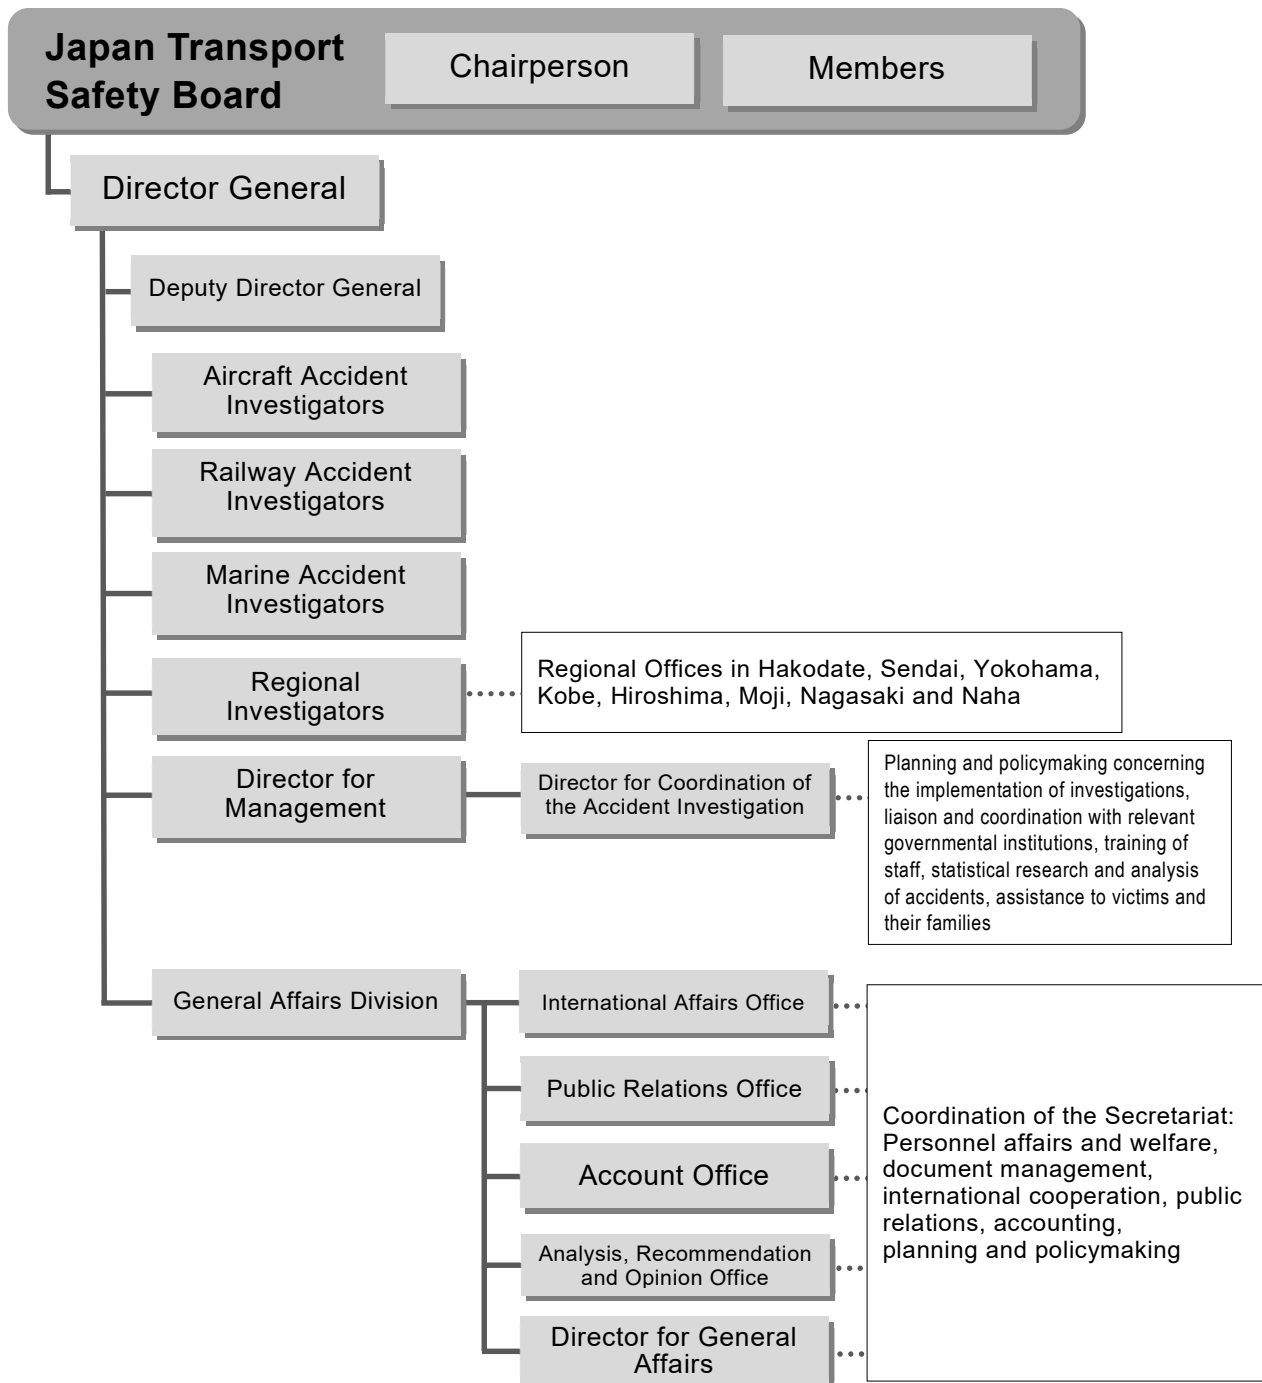 Japan Transport
Safety Board
Chairperson
Members
Director General
Deputy Director General
Aircraft Accident
Investigators
Railway Accident
Investigators
Marine Accident
Investigators
Regional
Investigators
Regional Offices in Hakodate, Sendai, Yokohama,
Kobe, Hiroshima, Moji, Nagasaki and Naha
Director for
Management
Director for Coordination of
the Accident Investigation
Planning and policymaking concerning
the implementation of investigations,
liaison and coordination with relevant
governmental institutions, training of
staff, statistical research and analysis
of accidents, assistance to victims and
their families
General Affairs Division
International Affairs Office
Public Relations Office
Account Office
Analysis, Recommendation
and Opinion Office
Director for General
Affairs
Coordination of the Secretariat:
Personnel affairs and welfare,
document management,
international cooperation, public
relations, accounting,
planning and policymaking